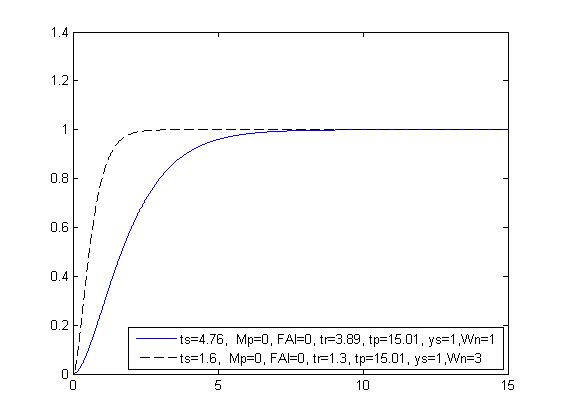 1.4
1.2
1
0.8
0.6
0.4
0.2
0
0 5 10 15
ts=4.76,  Mp=0, FAI=0, tr=3.89, tp=15.01, ys=1,Wn=1
ts=1.6,  Mp=0, FAI=0, tr=1.3, tp=15.01, ys=1,Wn=3